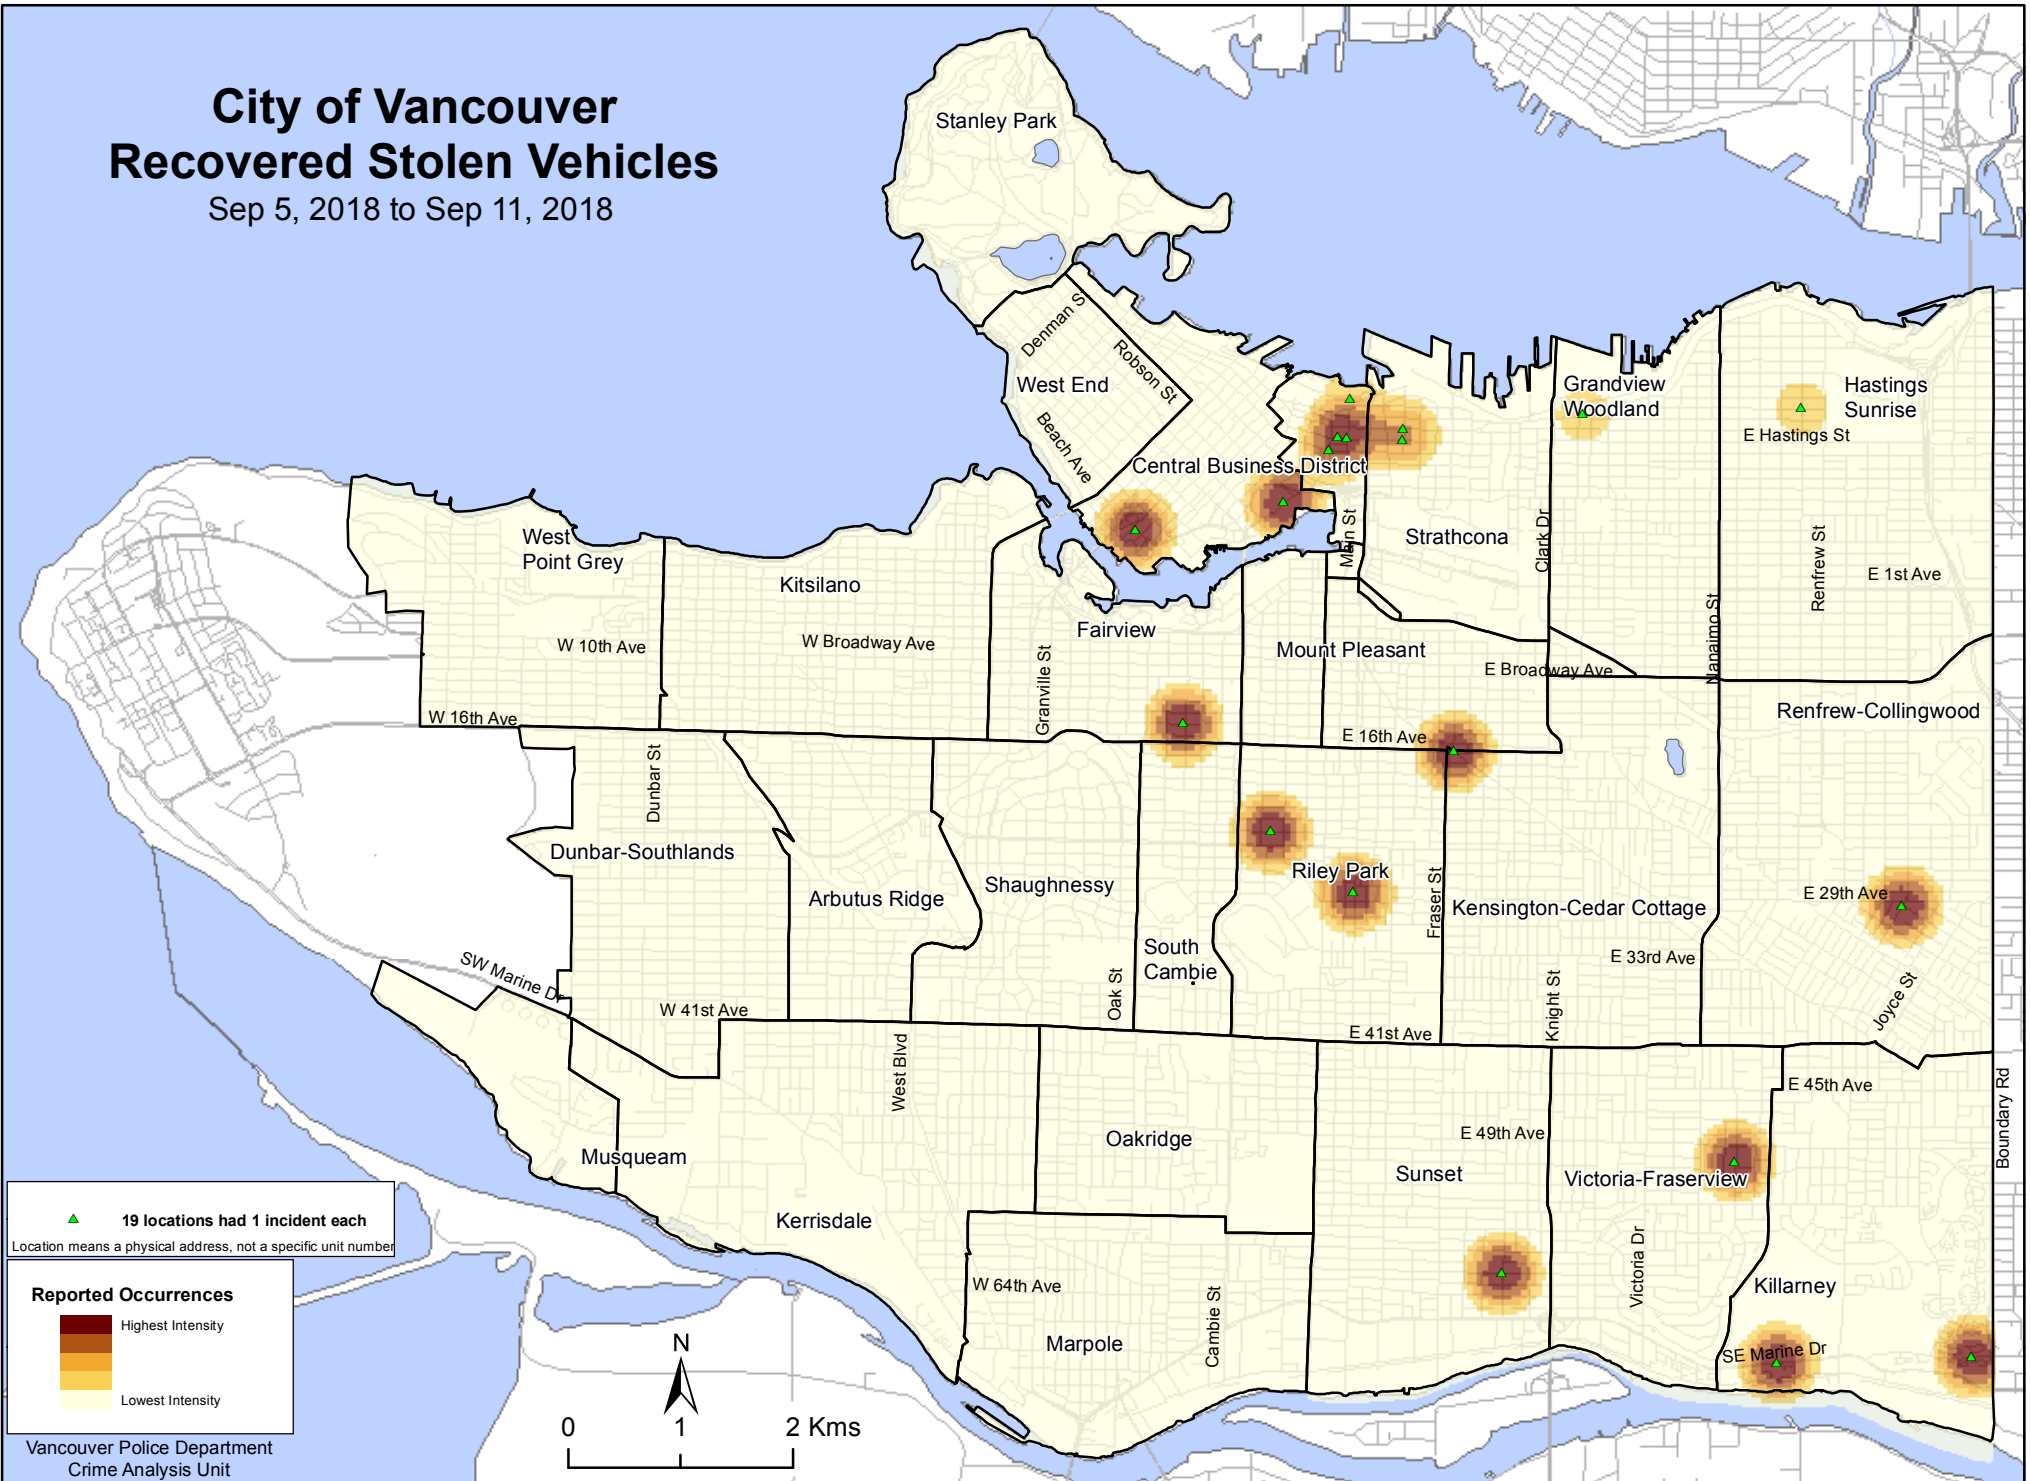 City of Vancouver
Recovered Stolen Vehicles
Sep 5, 2018 to Sep 11, 2018
Stanley Park
Denman S
Robson St
West End
Beach Ave
Central Business District
Grandview
Woodland
Hastings
Sunrise
E Hastings St
Main St
Strathcona
Clark Dr
Nanaimo St
Renfrew St
E 1st Ave
West
Point Grey
Kitsilano
W 10th Ave
W Broadway Ave
Fairview
Granville St
Mount Pleasant
E Broadway Ave
W 16th Ave
E 16th Ave
Renfrew-Collingwood
Dunbar St
Dunbar-Southlands
Arbutus Ridge
Shaughnessy
Riley Park
Fraser St
Kensington-Cedar Cottage
E 29th Ave
South
Cambie
Oak St
E 33rd Ave
Knight St
Joyce St
SW Marine Dr
W 41st Ave
E 41st Ave
West Blvd
E 45th Ave
Boundary Rd
Musqueam
Oakridge
E 49th Ave
Sunset
Victoria-Fraserview
Kerrisdale
Victoria Dr
W 64th Ave
Cambie St
Killarney
Marpole
SE Marine Dr
19 locations had 1 incident each
Location means a physical address, not a specific unit number
Reported Occurrences
Highest Intensity
Lowest Intensity
N
0 1 2 Kms
Vancouver Police Department
Crime Analysis Unit